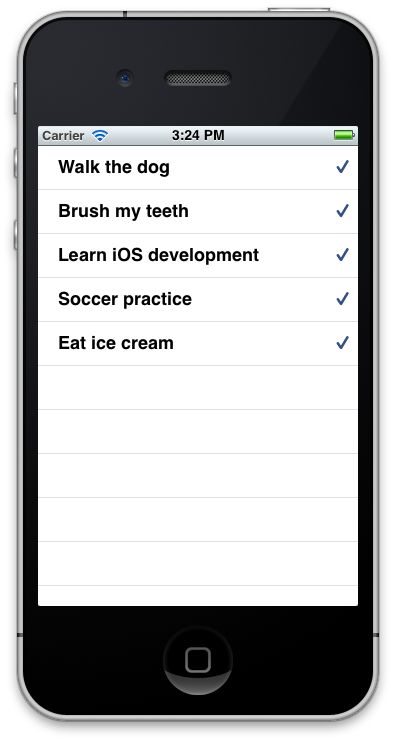 Carrier 3:24 PM
Walk the dog
Brush my teeth
Learn iOS development
Soccer practice
Eat ice cream